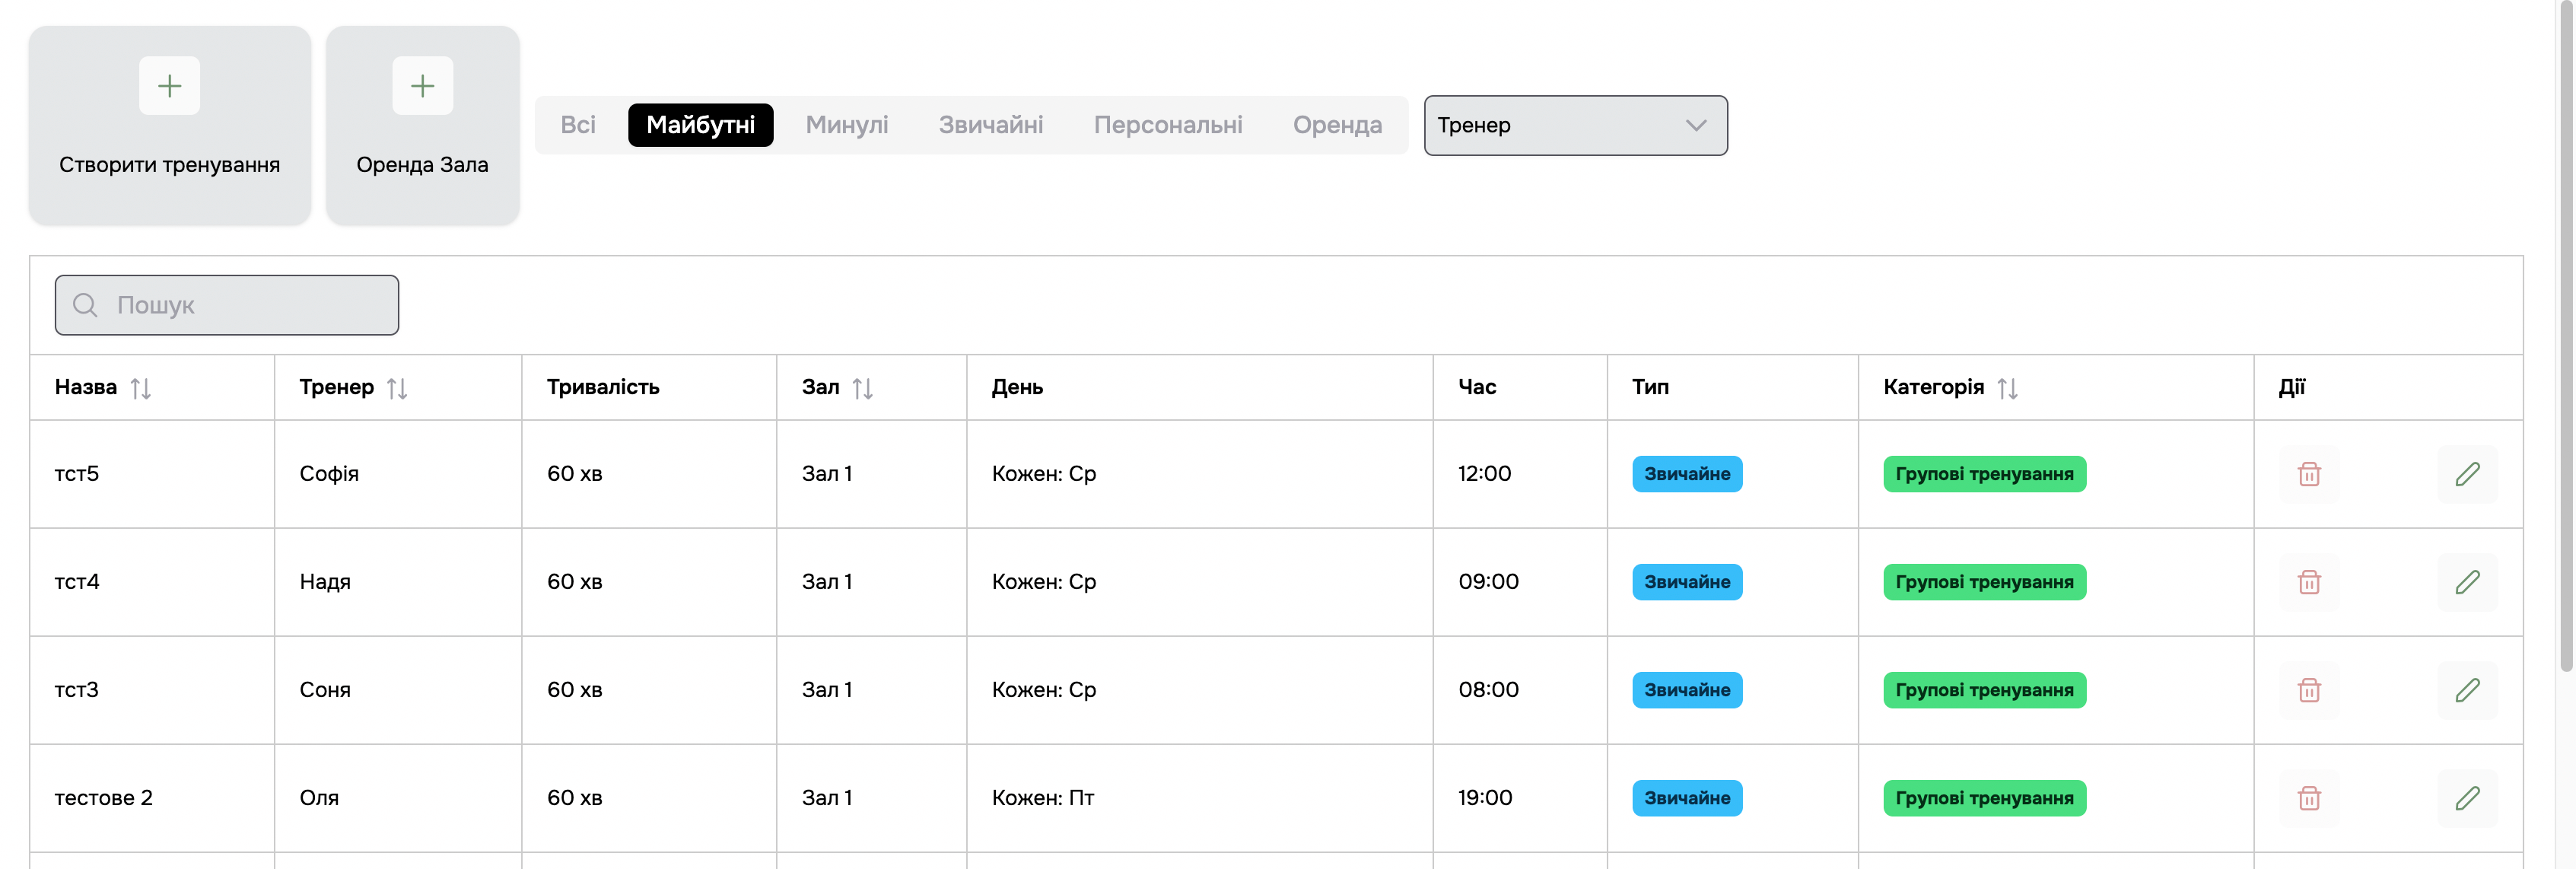 Створити тренування
Оренда Зала
Всі Майбутні Минулі Звичайні Персональні Оренда
Тренер
Пошук
Назва Тренер Тривалість Зал День Час Тип Категорія Дії
тст5 Софія 60 хв Зал 1 Кожен: Ср 12:00 Звичайне Групові тренування
тст4 Надя 60 хв Зал 1 Кожен: Ср 09:00 Звичайне Групові тренування
тст3 Соня 60 хв Зал 1 Кожен: Ср 08:00 Звичайне Групові тренування
тестове 2 Оля 60 хв Зал 1 Кожен: Пт 19:00 Звичайне Групові тренування